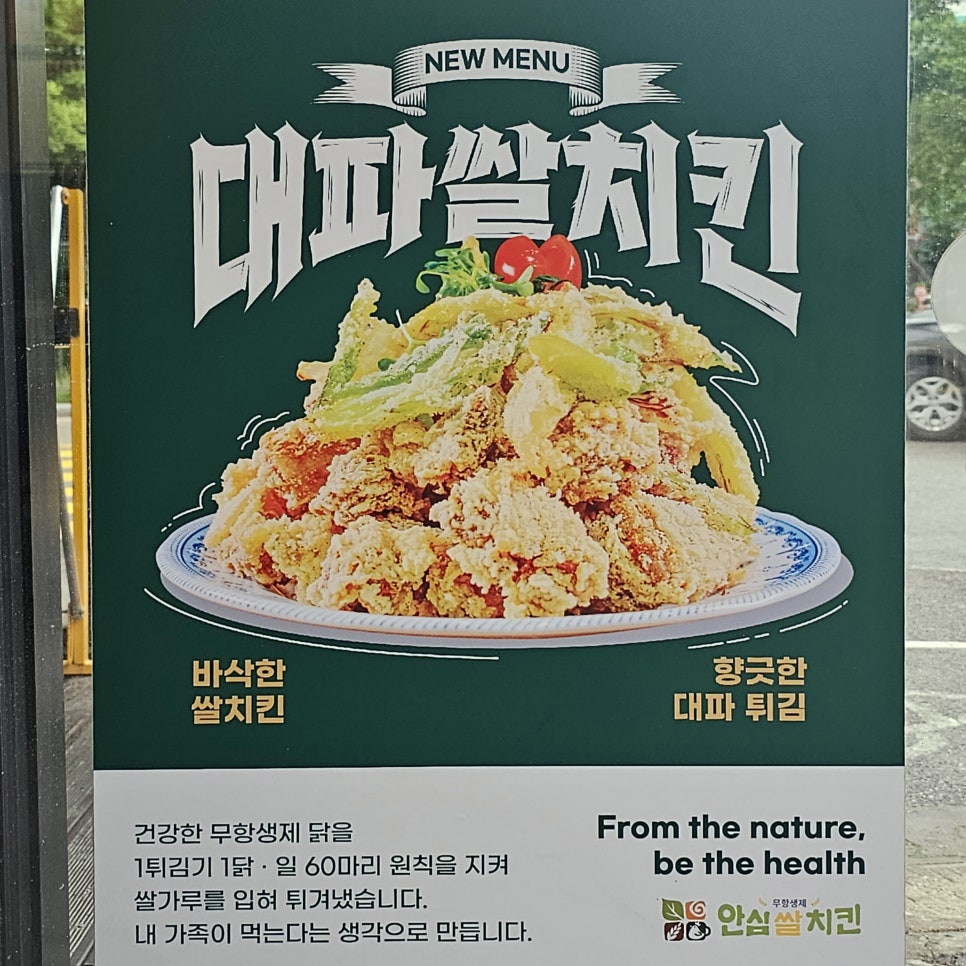 NEW MENU
대파쌀치킨
바삭한
쌀치킨
향긋한
대파 튀김
건강한 무항생제 닭을
1튀김기 1닭 · 일 60마리 원칙을 지켜
쌀가루를 입혀 튀겨냈습니다.
내 가족이 먹는다는 생각으로 만듭니다.
From the nature,
be the health
무항생제
안심쌀치킨